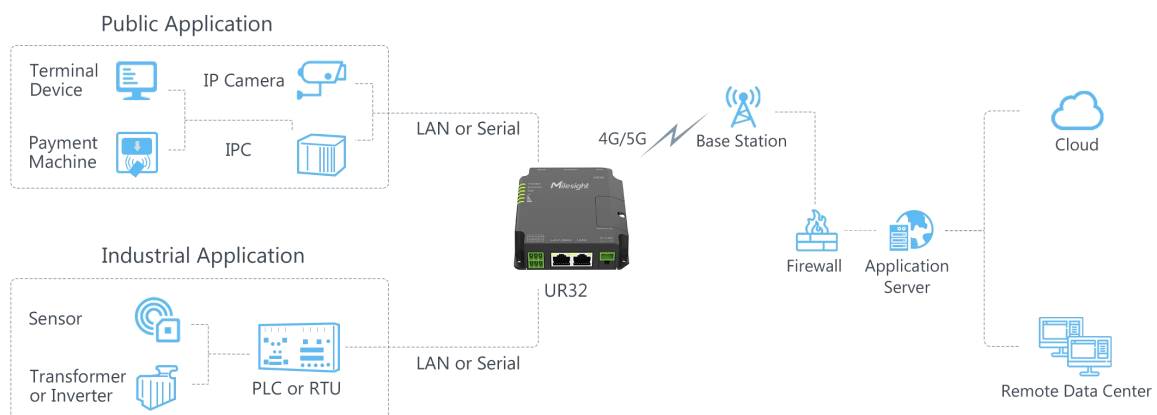 Public Application
Terminal
Device
IP Camera
Payment
Machine
IPC
LAN or Serial
Industrial Application
Sensor
Transformer
or Inverter
PLC or RTU
LAN or Serial
Milesight
UR32
4G/5G
Base Station
Firewall
Application
Server
Cloud
Remote Data Center